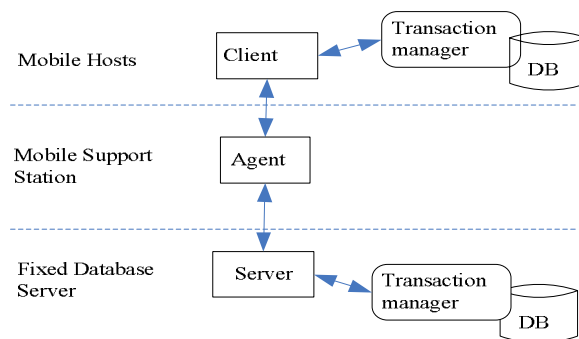 Mobile Hosts
Client
Transaction
manager
DB
Mobile Support
Station
Agent
Fixed Database
Server
Server
Transaction
manager
DB